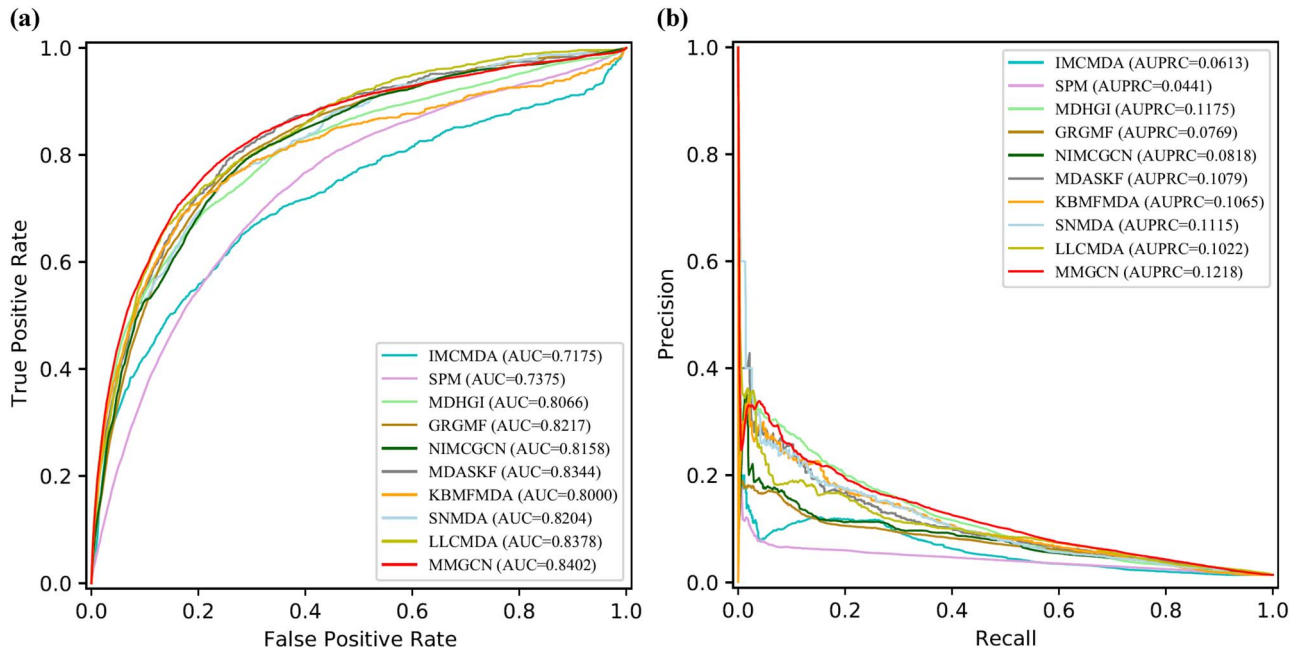 (a)
1.0
0.8
0.6
0.4
0.2
0.0
True Positive Rate
IMCMDA (AUC=0.7175)
SPM (AUC=0.7375)
MDHGI (AUC=0.8066)
GRGMF (AUC=0.8217)
NIMCGCN (AUC=0.8158)
MDASKF (AUC=0.8344)
KBMFMDA (AUC=0.8000)
SNMDA (AUC=0.8204)
LLCMDA (AUC=0.8378)
MMGCN (AUC=0.8402)
0.0 0.2 0.4 0.6 0.8 1.0
False Positive Rate
(b)
1.0
0.8
0.6
0.4
0.2
0.0
Precision
IMCMDA (AUPRC=0.0613)
SPM (AUPRC=0.0441)
MDHGI (AUPRC=0.1175)
GRGMF (AUPRC=0.0769)
NIMCGCN (AUPRC=0.0818)
MDASKF (AUPRC=0.1079)
KBMFMDA (AUPRC=0.1065)
SNMDA (AUPRC=0.1115)
LLCMDA (AUPRC=0.1022)
MMGCN (AUPRC=0.1218)
0.0 0.2 0.4 0.6 0.8 1.0
Recall